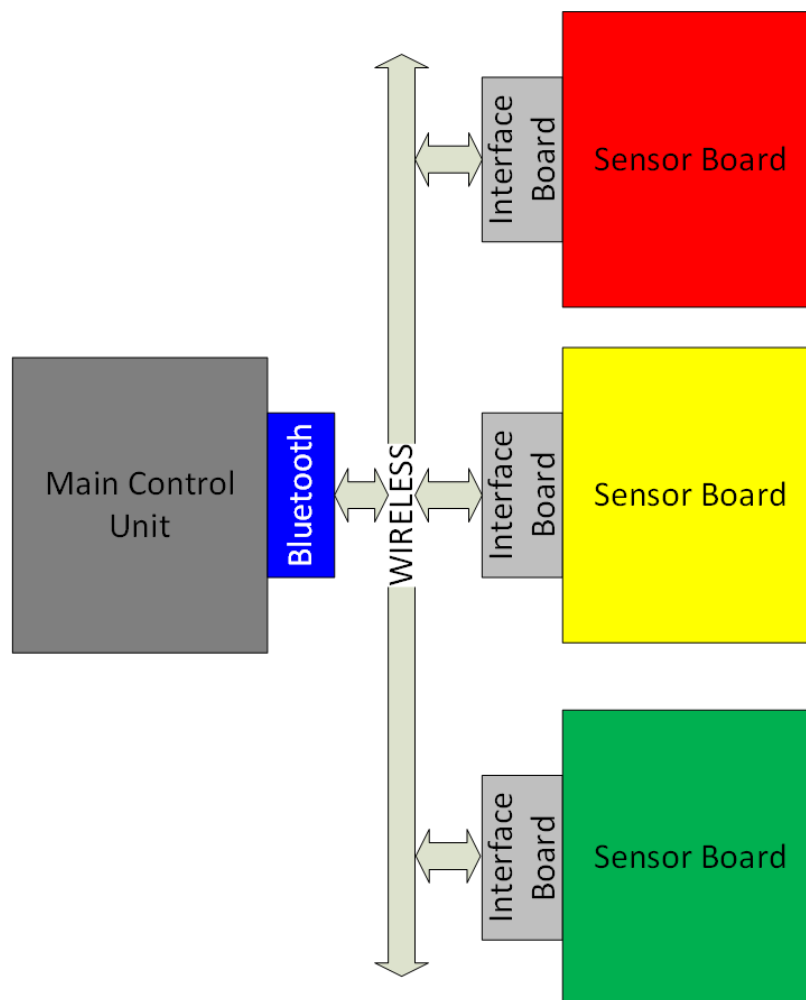 Interface
Board
Sensor Board
Main Control
Unit
Bluetooth
WIRELESS
Interface
Board
Sensor Board
Interface
Board
Sensor Board